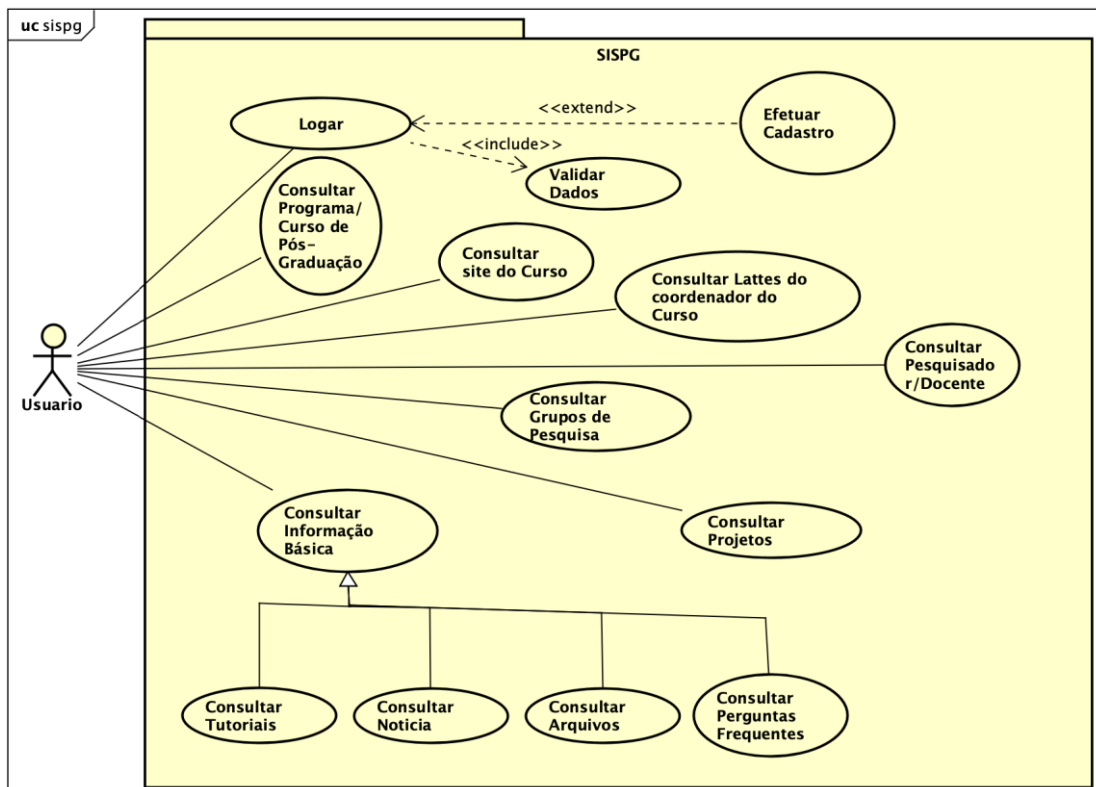 uc sispg
SISPG
Logar
<<extend>>
Efetuar
Cadastro
<<include>>
Validar
Dados
Consultar
Programa/
Curso de
Pós-
Graduação
Consultar
site do Curso
Consultar Lattes do
coordenador do
Curso
Consultar
Pesquisado
r/Docente
Usuario
Consultar
Grupos de
Pesquisa
Consultar
Informação
Básica
Consultar
Projetos
Consultar
Tutoriais
Consultar
Noticia
Consultar
Arquivos
Consultar
Perguntas
Frequentes